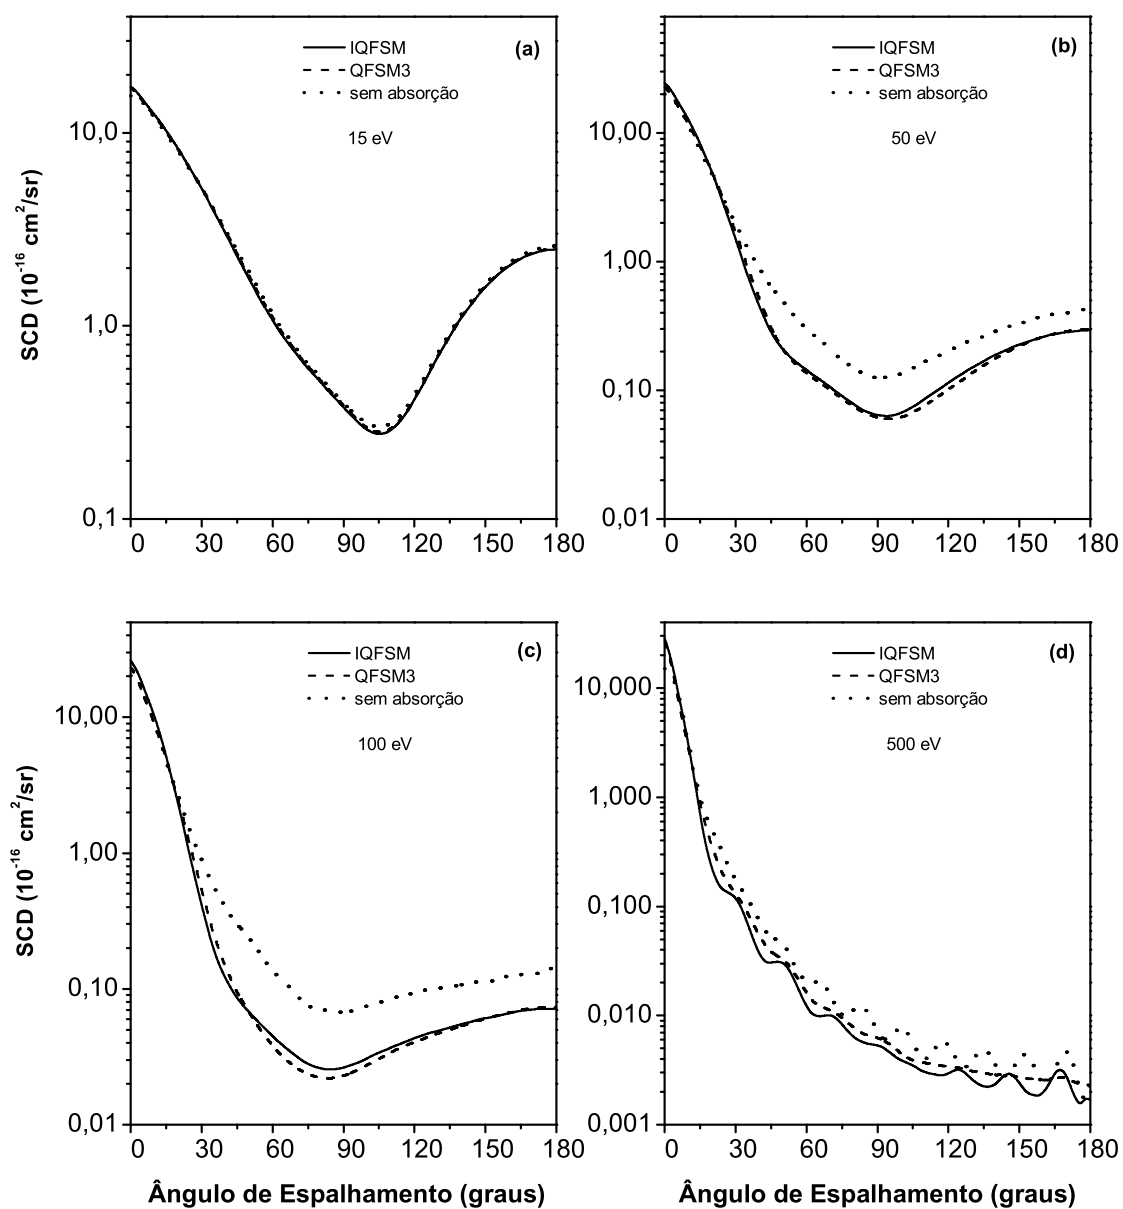 IQFSM
(a)
QFSM3
sem absorção
15 eV
10,0
1,0
0,1
SCD (10^-16 cm^2/sr)
0 30 60 90 120 150 180
IQFSM
(b)
QFSM3
sem absorção
50 eV
10,00
1,00
0,10
0,01
0 30 60 90 120 150 180
IQFSM
(c)
QFSM3
sem absorção
100 eV
10,00
1,00
0,10
0,01
SCD (10^-16 cm^2/sr)
0 30 60 90 120 150 180
Ângulo de Espalhamento (graus)
IQFSM
(d)
QFSM3
sem absorção
500 eV
10,000
1,000
0,100
0,010
0,001
0 30 60 90 120 150 180
Ângulo de Espalhamento (graus)